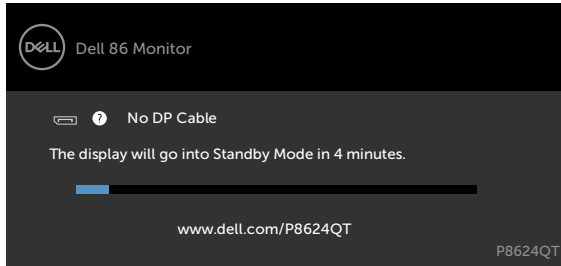 DELL
Dell 86 Monitor
? No DP Cable
The display will go into Standby Mode in 4 minutes.
www.dell.com/P8624QT
P8624QT